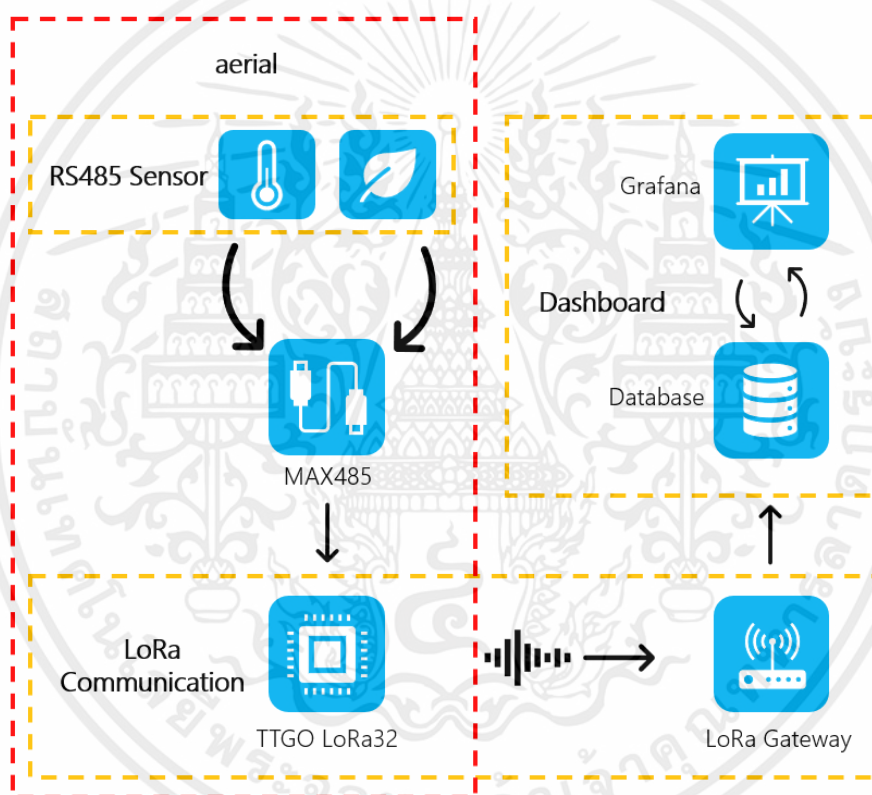 aerial
RS485 Sensor
MAX485
LoRa
Communication
TTGO LoRa32
Grafana
Dashboard
Database
LoRa Gateway